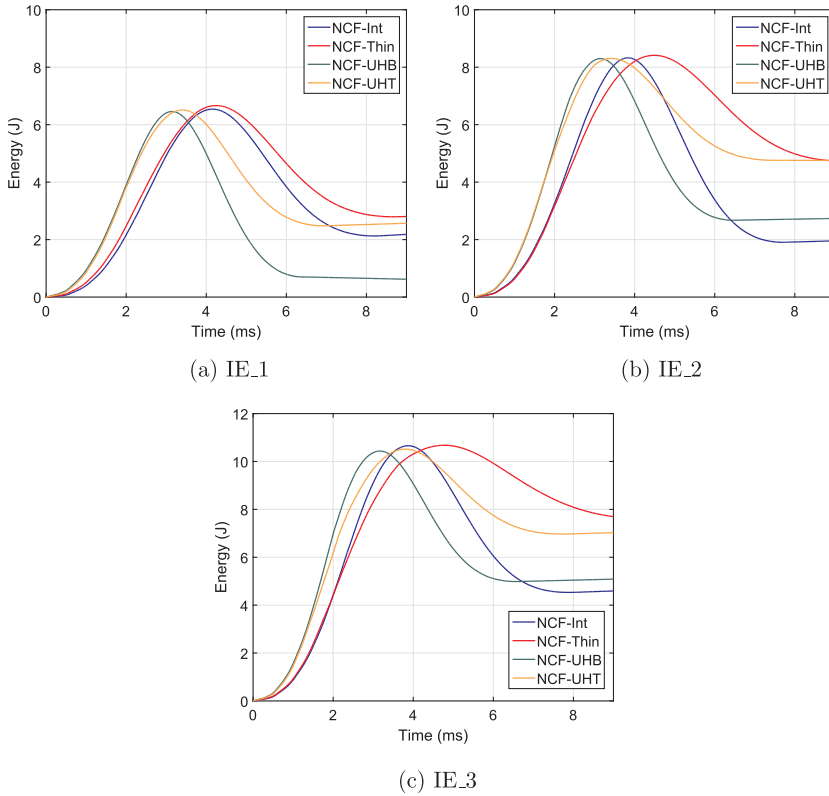 10
8
6
4
2
0
Energy (J)
0 2 4 6 8
Time (ms)
NCF-Int
NCF-Thin
NCF-UHB
NCF-UHT
(a) IE_1
10
8
6
4
2
0
Energy (J)
0 2 4 6 8
Time (ms)
NCF-Int
NCF-Thin
NCF-UHB
NCF-UHT
(b) IE_2
12
10
8
6
4
2
0
Energy (J)
0 2 4 6 8
Time (ms)
NCF-Int
NCF-Thin
NCF-UHB
NCF-UHT
(c) IE_3